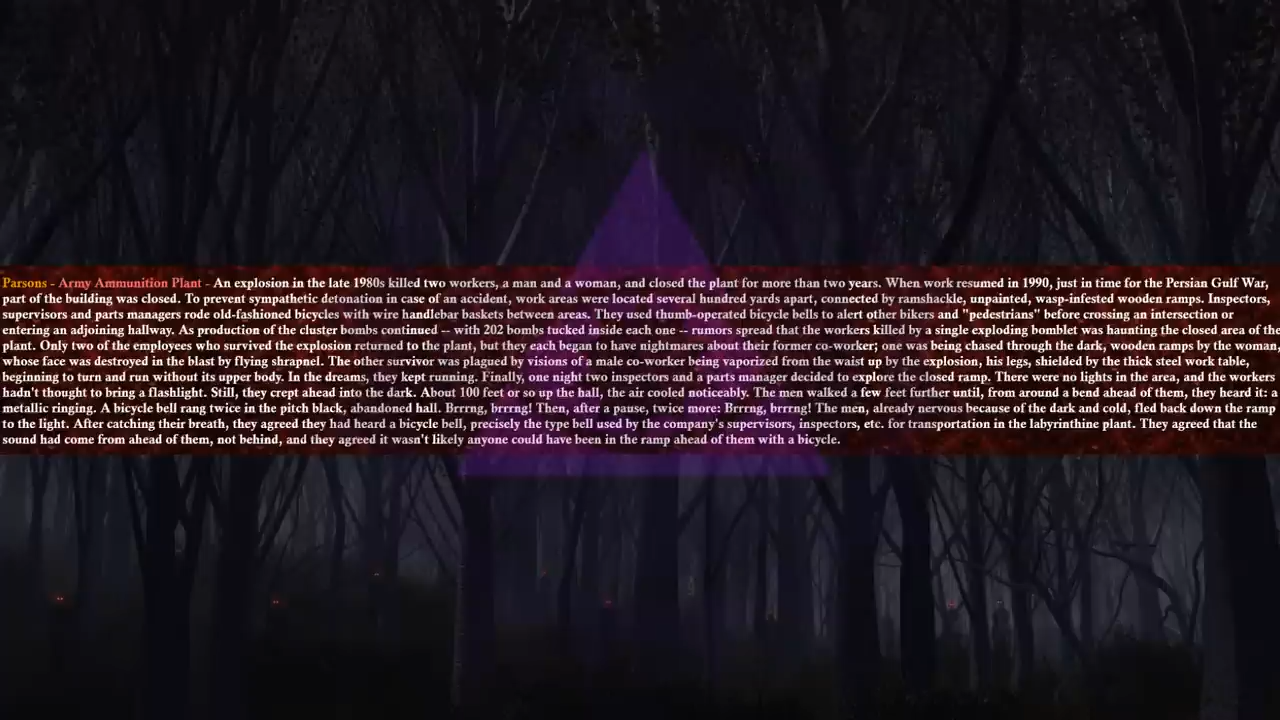 Parsons - Army Ammunition Plant - An explosion in the late 1980s killed two workers, a man and a woman, and closed the plant for more than two years. When work resumed in 1990, just in time for the Persian Gulf War,
part of the building was closed. To prevent sympathetic detonation in case of an accident, work areas were located several hundred yards apart, connected by ramshackle, unpainted, wasp-infested wooden ramps. Inspectors,
supervisors and parts managers rode old-fashioned bicycles with wire handlebar baskets between areas. They used thumb-operated bicycle bells to alert other bikers and "pedestrians" before crossing an intersection or
entering an adjoining hallway. As production of the cluster bombs continued -- with 202 bombs tucked inside each one -- rumors spread that the workers killed by a single exploding bomblet was haunting the closed area of the
plant. Only two of the employees who survived the explosion returned to the plant, but they each began to have nightmares about their former co-worker; one was being chased through the dark, wooden ramps by the woman,
whose face was destroyed in the blast by flying shrapnel. The other survivor was plagued by visions of a male co-worker being vaporized from the waist up by the explosion, his legs, shielded by the thick steel work table,
beginning to turn and run without its upper body. In the dreams, they kept running. Finally, one night two inspectors and a parts manager decided to explore the closed ramp. There were no lights in the area, and the workers
hadn't thought to bring a flashlight. Still, they crept ahead into the dark. About 100 feet or so up the hall, the air cooled noticeably. The men walked a few feet further until, from around a bend ahead of them, they heard it: a
metallic ringing. A bicycle bell rang twice in the pitch black, abandoned hall. Brrrng, brrrng! Then, after a pause, twice more: Brrrng, brrrng! The men, already nervous because of the dark and cold, fled back down the ramp
to the light. After catching their breath, they agreed they had heard a bicycle bell, precisely the type bell used by the company's supervisors, inspectors, etc. for transportation in the labyrinthine plant. They agreed that the
sound had come from ahead of them, not behind, and they agreed it wasn't likely anyone could have been in the ramp ahead of them with a bicycle.